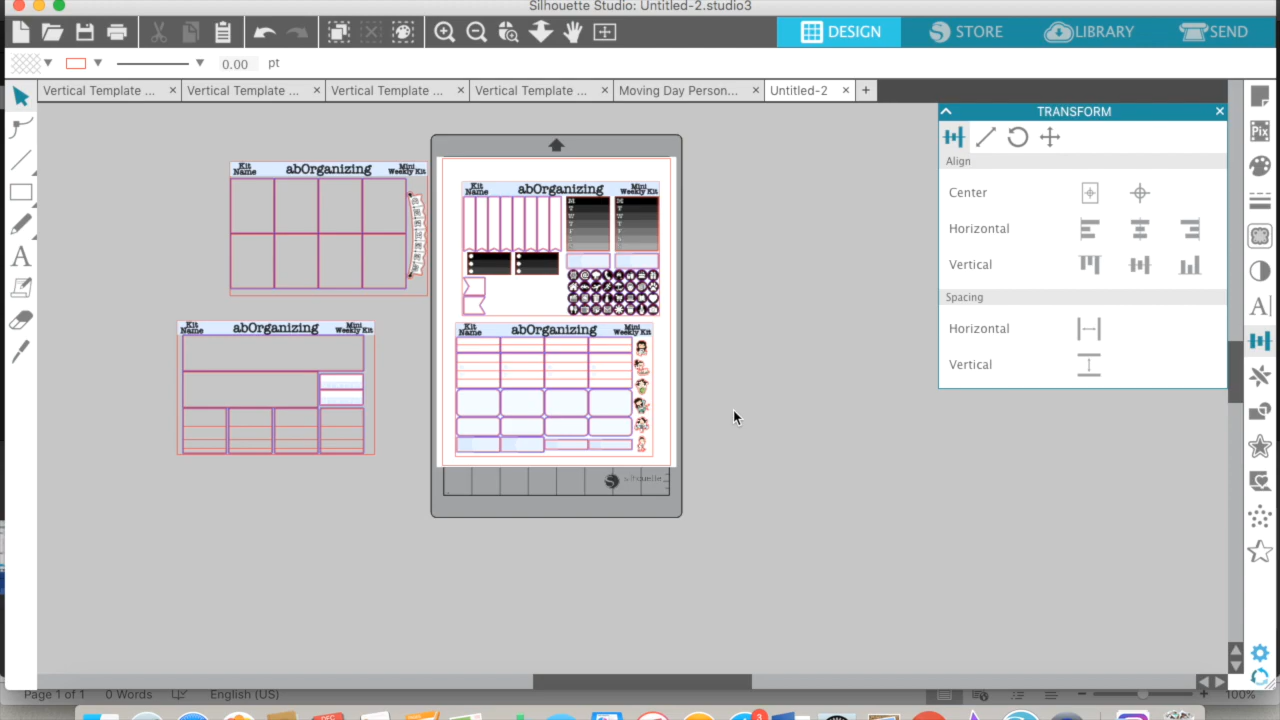 Silhouette Studio: Untitled-2.studio3
DESIGN
STORE
LIBRARY
SEND
0.00 pt
Vertical Template ...
Vertical Template ...
Vertical Template ...
Vertical Template ...
Moving Day Person...
Untitled-2
TRANSFORM
Align
Center
Horizontal
Vertical
Spacing
Horizontal
Vertical
Kit Name
abOrganizing
Mini Weekly Kit
Kit Name
abOrganizing
Mini Weekly Kit
M
T
W
T
F
S
M
T
W
T
F
S
Kit Name
abOrganizing
Mini Weekly Kit
Kit Name
abOrganizing
Mini Weekly Kit
silhouette
Page 1 of 1
0 Words
English (US)
100%
3